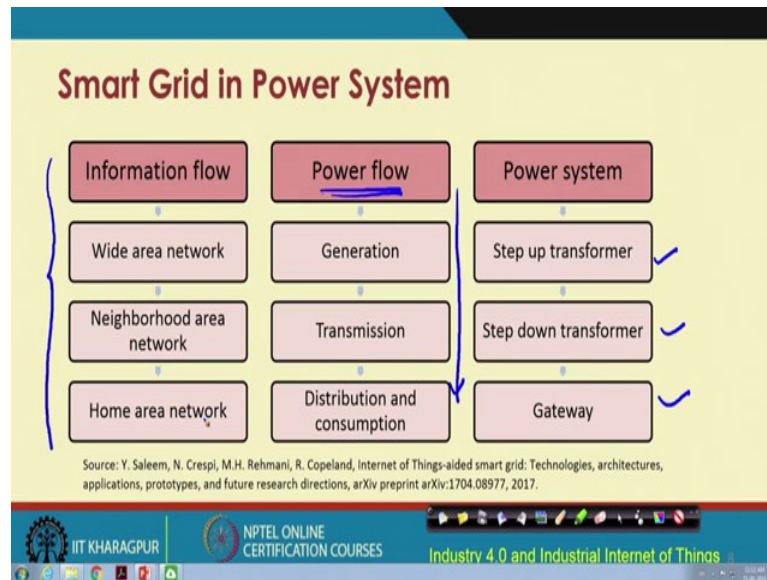 Smart Grid in Power System
Information flow
Power flow
Power system
Wide area network
Generation
Step up transformer
Neighborhood area
network
Transmission
Step down transformer
Home area network
Distribution and
consumption
Gateway
Source: Y. Saleem, N. Crespi, M.H. Rehmani, R. Copeland, Internet of Things-aided smart grid: Technologies, architectures,
applications, prototypes, and future research directions, arXiv preprint arXiv:1704.08977, 2017.
IIT KHARAGPUR
NPTEL ONLINE
CERTIFICATION COURSES
Industry 4.0 and Industrial Internet of Things